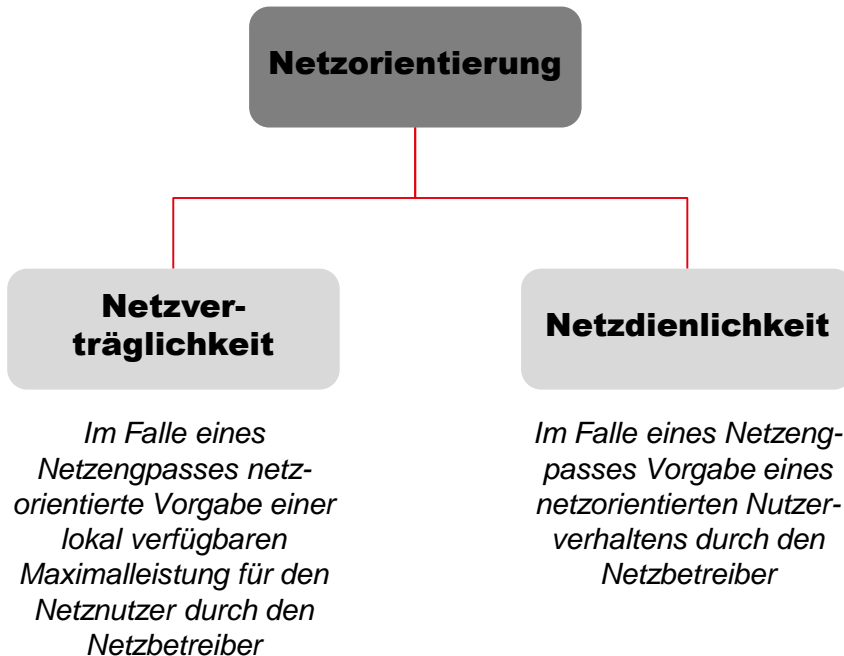 Netzorientierung
Netzver-
träglichkeit
Im Falle eines
Netzengpasses netz-
orientierte Vorgabe einer
lokal verfügbaren
Maximalleistung für den
Netznutzer durch den
Netzbetreiber
Netzdienlichkeit
Im Falle eines Netzeng-
passes Vorgabe eines
netzorientierten Nutzer-
verhaltens durch den
Netzbetreiber